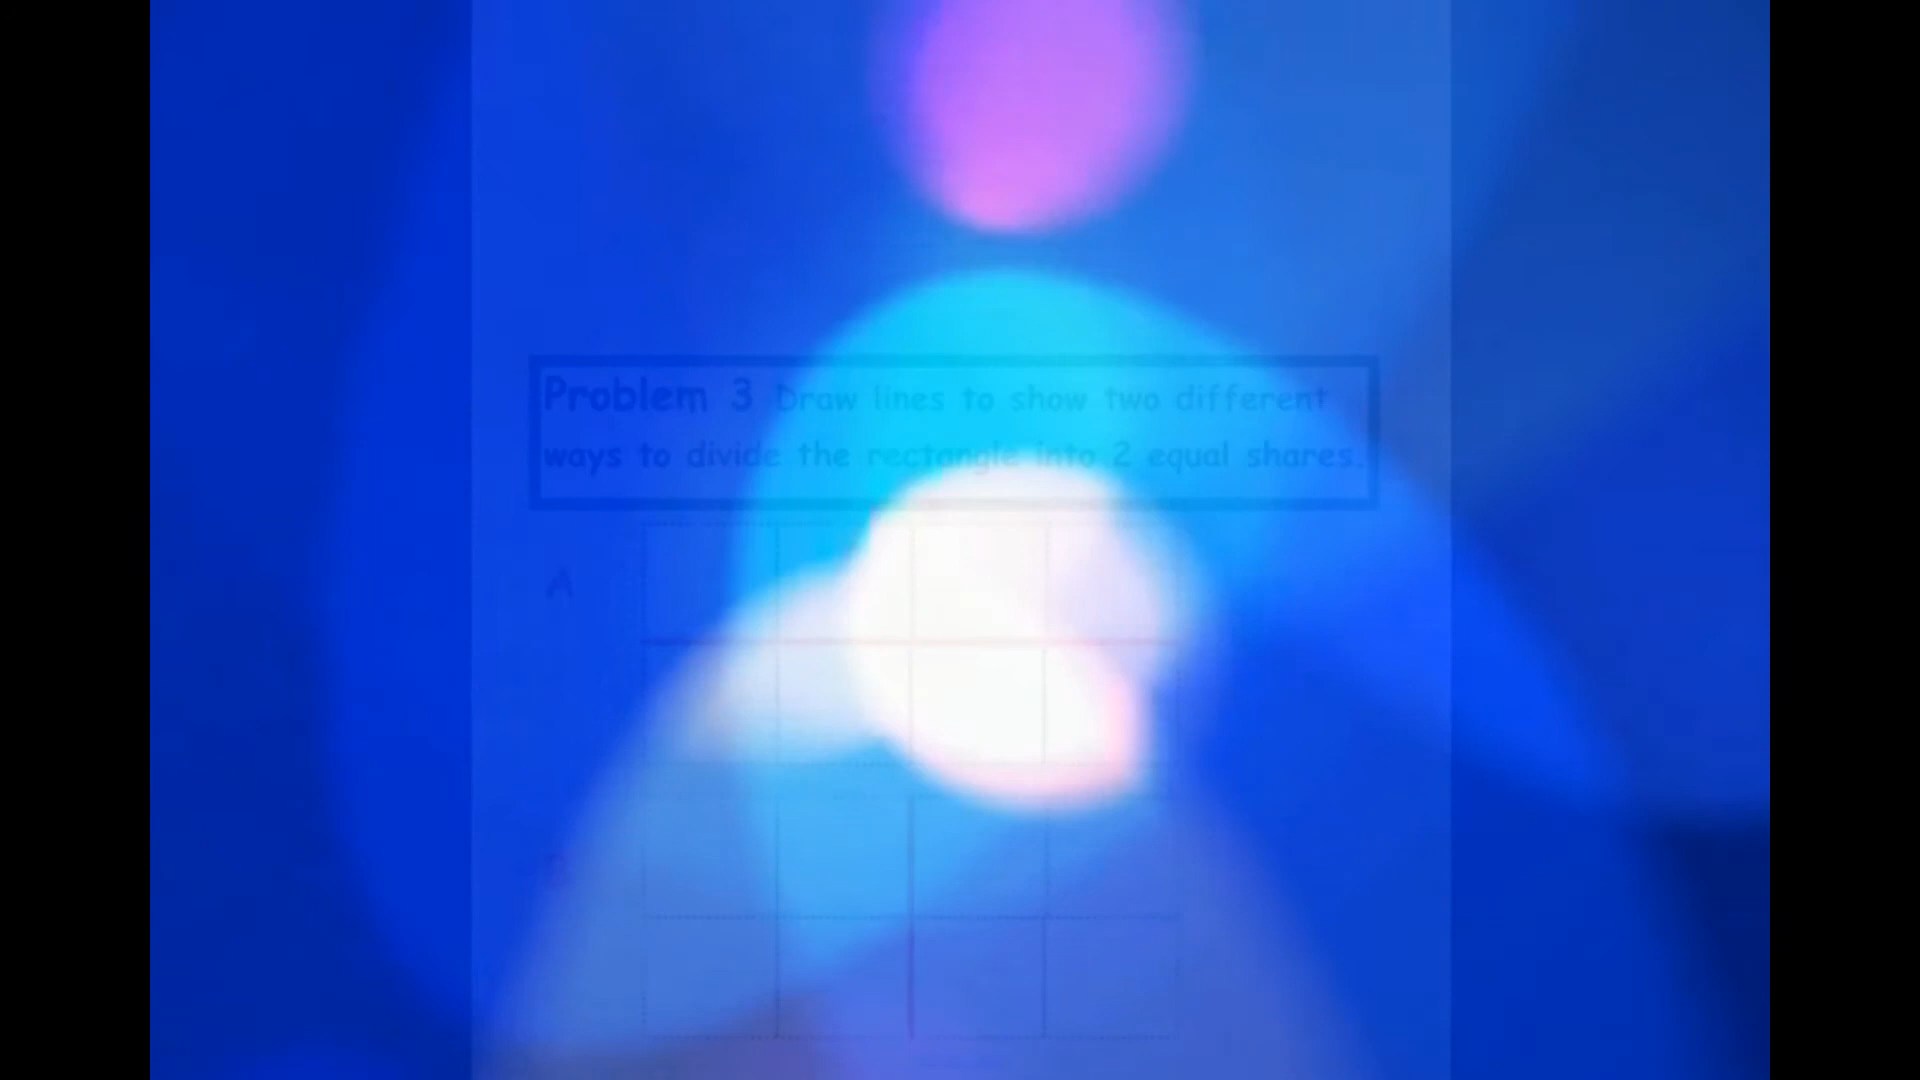 Problem 3 Draw lines to show two different
ways to divide the rectangle into 2 equal shares.
A
B